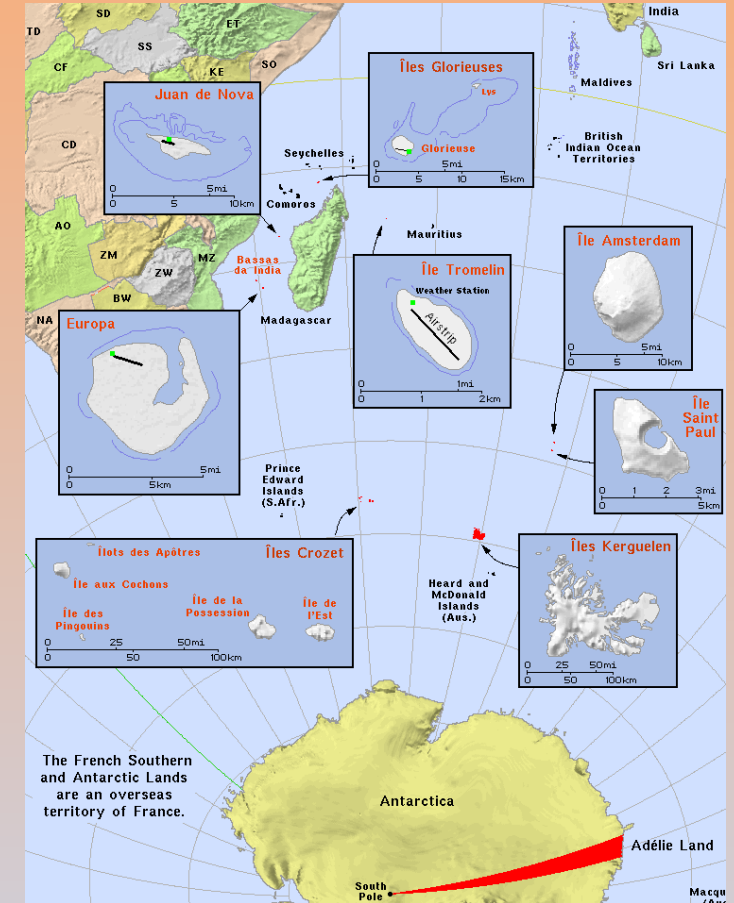 SD
ET
India
TD
SS
CF
KE
SO
Sri Lanka
Maldives
Îles Glorieuses
Lys
Glorieuse
0
5mi
0
5
10
15km
Juan de Nova
0
5mi
0
5
10km
CD
Seychelles
British
Indian Ocean
Territories
Comoros
AO
ZM
MZ
ZW
BW
NA
Mauritius
Bassas
da India
Madagascar
Île Tromelin
Weather Station
Airstrip
0
1mi
0
1
2km
Île Amsterdam
0
5mi
0
5
10km
Europa
0
5mi
0
5km
Île
Saint
Paul
0
1
2
3mi
0
5km
Prince
Edward
Islands
(S.Afr.)
Îlots des Apôtres
Îles Crozet
Île aux Cochons
Île des
Pingouins
Île de la
Possession
Île de
l'Est
0
25
50mi
0
50
100km
Heard and
McDonald
Islands
(Aus.)
Îles Kerguelen
0
25
50mi
0
50
100km
The French Southern
and Antarctic Lands
are an overseas
territory of France.
Antarctica
Adélie Land
South
Pole
Macqu